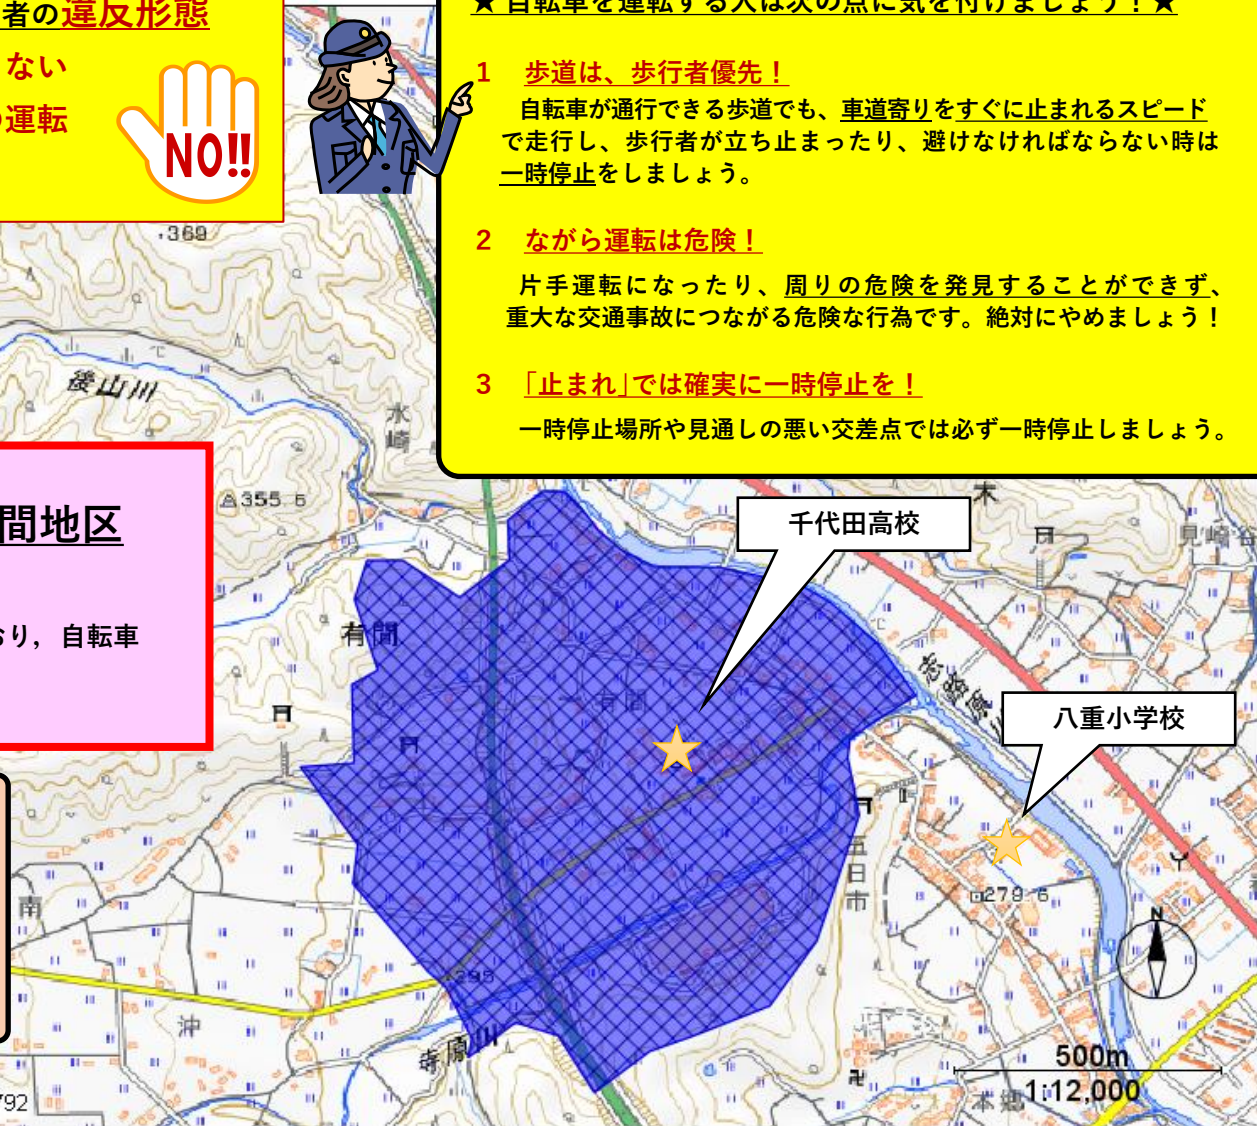 者の違反形態
ない
運転
NO!!
★ 自転車を運転する人は次の点に気を付けましょう！★
1 歩道は、歩行者優先！
自転車が通行できる歩道でも、車道寄りをすぐに止まれるスピード
で走行し、歩行者が立ち止まったり、避けなければならない時は
一時停止をしましょう。
2 ながら運転は危険！
片手運転になったり、周りの危険を発見することができず、
重大な交通事故につながる危険な行為です。絶対にやめましょう！
3 「止まれ」では確実に一時停止を！
一時停止場所や見通しの悪い交差点では必ず一時停止しましょう。
369
後山川
水崎
355.6
間地区
おり，自転車
有間
有間
千代田高校
木
見崎谷
八重小学校
五日市
279.6
南
295
沖
寺原川
N
500m
1:12,000
本郷
792